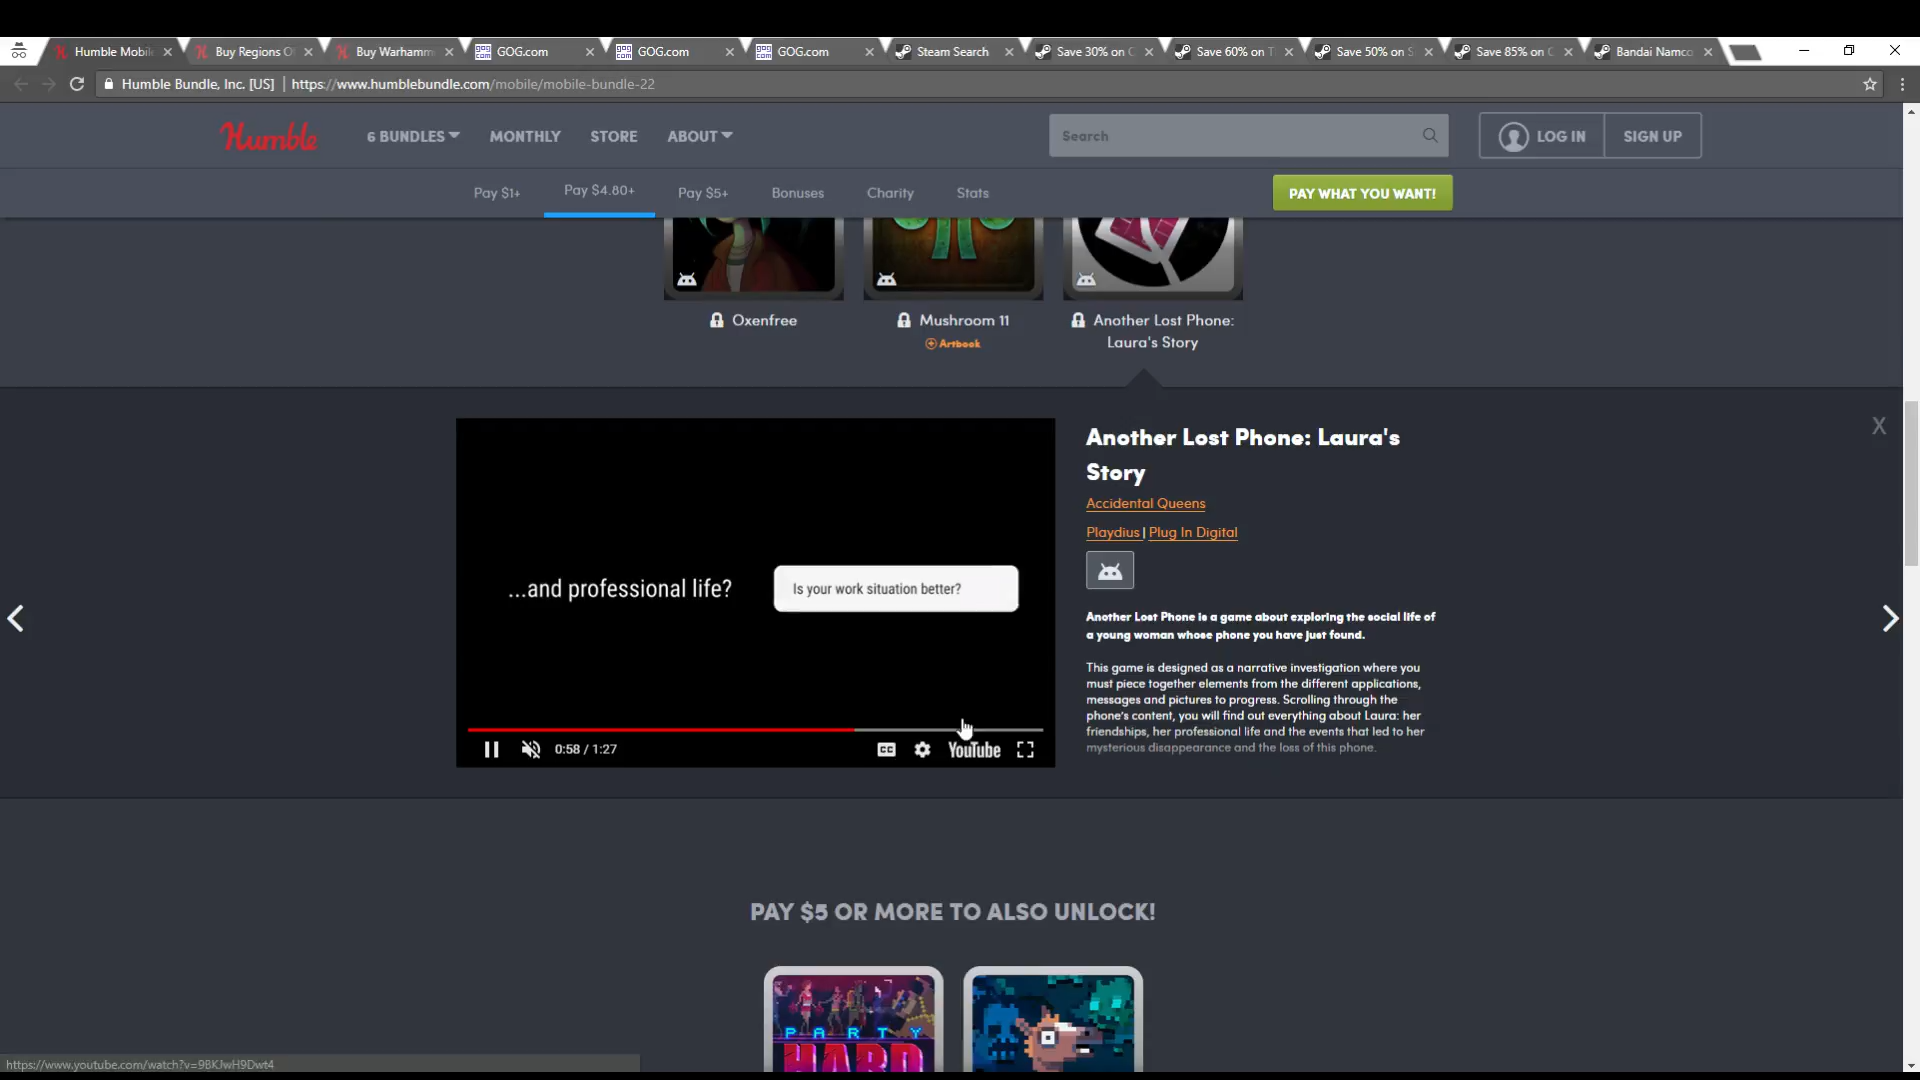 Humble Mobil
Buy Regions O
Buy Warhamm
GOG.com
GOG.com
GOG.com
Steam Search
Save 30% on C
Save 60% on T
Save 50% on S
Save 85% on C
Bandai Namco
Humble Bundle, Inc. [US] | https://www.humblebundle.com/mobile/mobile-bundle-22
Humble
6 BUNDLES
MONTHLY
STORE
ABOUT
Search
LOG IN
SIGN UP
Pay $1+
Pay $4.80+
Pay $5+
Bonuses
Charity
Stats
PAY WHAT YOU WANT!
Oxenfree
Mushroom 11
Artbook
Another Lost Phone:
Laura's Story
...and professional life?
Is your work situation better?
0:58 / 1:27
CC
YouTube
X
Another Lost Phone: Laura's
Story
Accidental Queens
Playdius | Plug In Digital
Another Lost Phone is a game about exploring the social life of
a young woman whose phone you have just found.
This game is designed as a narrative investigation where you
must piece together elements from the different applications,
messages and pictures to progress. Scrolling through the
phone's content, you will find out everything about Laura: her
friendships, her professional life and the events that led to her
mysterious disappearance and the loss of this phone.
PAY $5 OR MORE TO ALSO UNLOCK!
PARTY
HARD
https://www.youtube.com/watch?v=9BKJwH9Dwt4